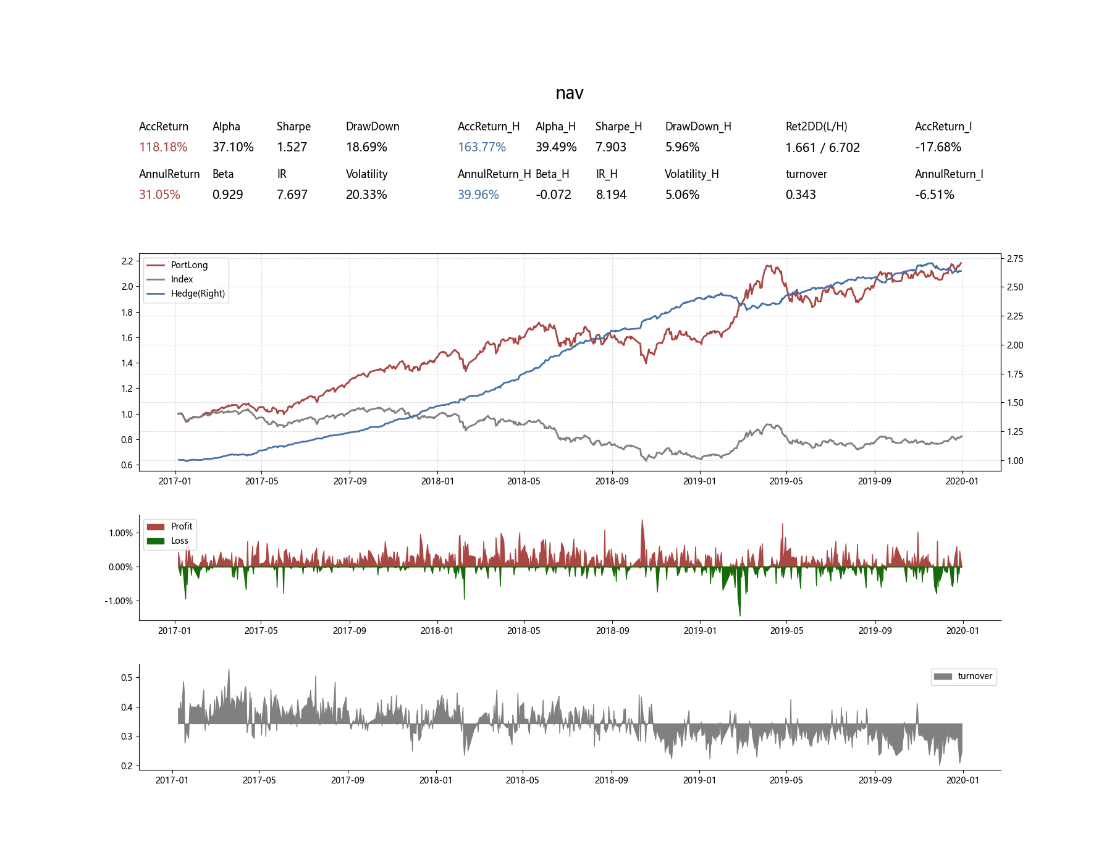 nav
AccReturn Alpha Sharpe DrawDown AccReturn_H Alpha_H Sharpe_H DrawDown_H Ret2DD(L/H) AccReturn_I
118.18% 37.10% 1.527 18.69% 163.77% 39.49% 7.903 5.96% 1.661 / 6.702 -17.68%
AnnulReturn Beta IR Volatility AnnulReturn_H Beta_H IR_H Volatility_H turnover AnnulReturn_I
31.05% 0.929 7.697 20.33% 39.96% -0.072 8.194 5.06% 0.343 -6.51%
PortLong
Index
Hedge(Right)
2.2
2.0
1.8
1.6
1.4
1.2
1.0
0.8
0.6
2.75
2.50
2.25
2.00
1.75
1.50
1.25
1.00
2017-01 2017-05 2017-09 2018-01 2018-05 2018-09 2019-01 2019-05 2019-09 2020-01
Profit
Loss
1.00%
0.00%
-1.00%
2017-01 2017-05 2017-09 2018-01 2018-05 2018-09 2019-01 2019-05 2019-09 2020-01
turnover
0.5
0.4
0.3
0.2
2017-01 2017-05 2017-09 2018-01 2018-05 2018-09 2019-01 2019-05 2019-09 2020-01